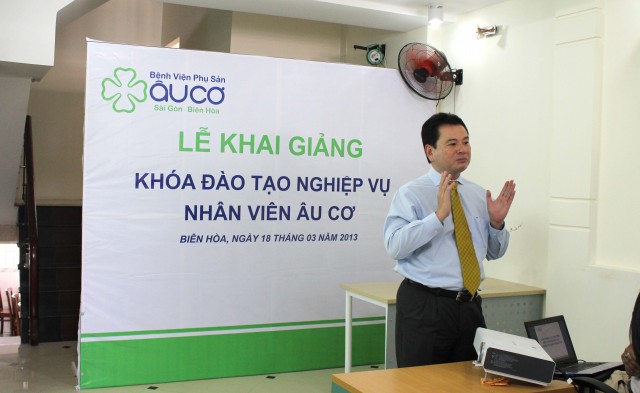 Bệnh Viện Phụ Sản
ÂU CƠ
Sài Gòn Biên Hòa
LỄ KHAI GIẢNG
KHÓA ĐÀO TẠO NGHIỆP VỤ
NHÂN VIÊN ÂU CƠ
BIÊN HÒA, NGÀY 18 THÁNG 03 NĂM 2013